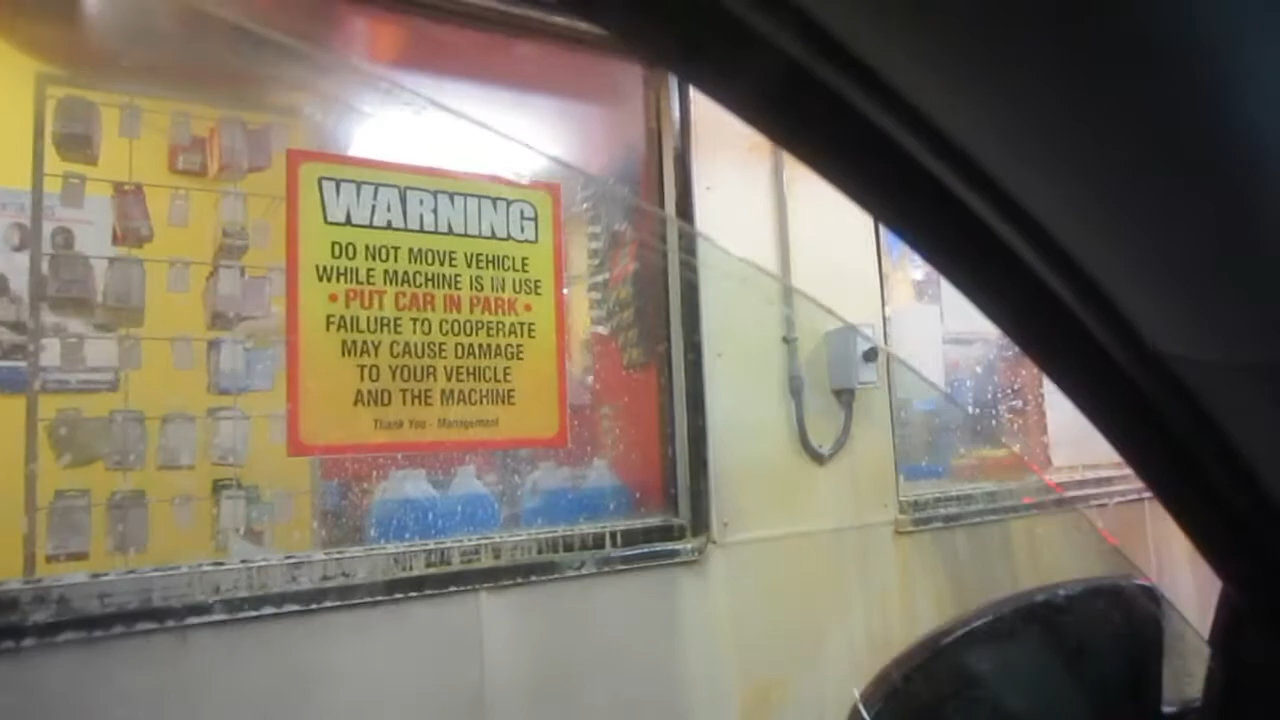 WARNING
DO NOT MOVE VEHICLE
WHILE MACHINE IS IN USE
• PUT CAR IN PARK •
FAILURE TO COOPERATE
MAY CAUSE DAMAGE
TO YOUR VEHICLE
AND THE MACHINE
Thank You - Management